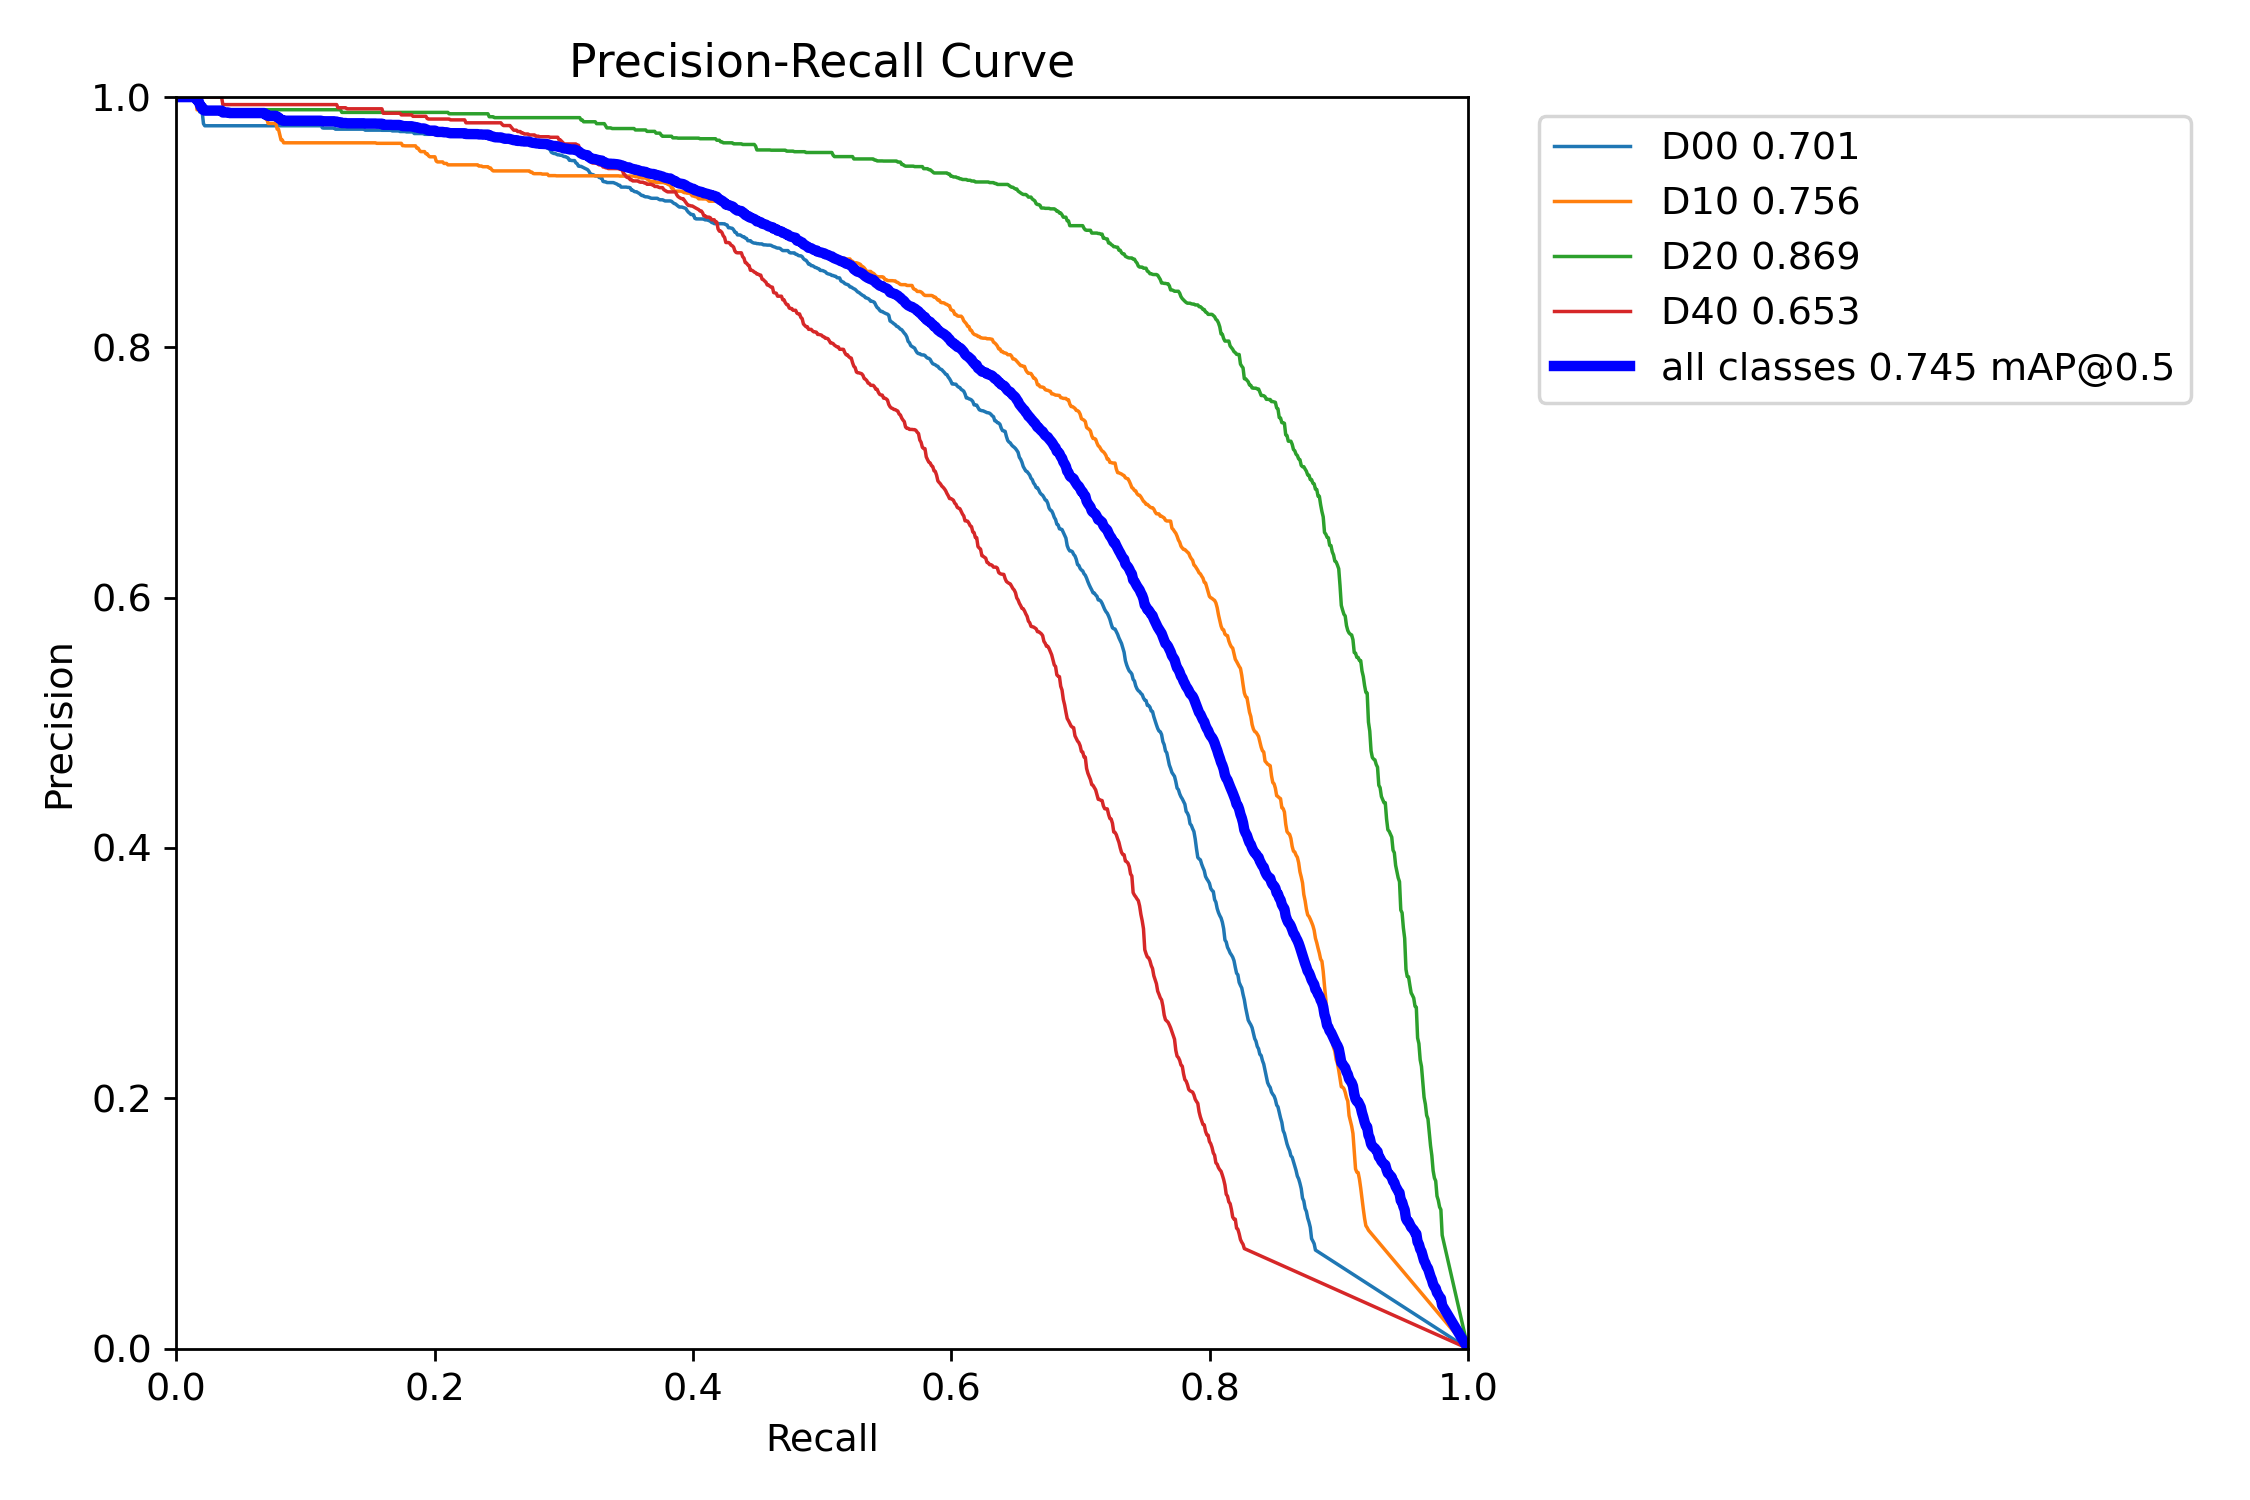 Precision-Recall Curve
1.0
0.8
0.6
0.4
0.2
0.0
Precision
0.0 0.2 0.4 0.6 0.8 1.0
Recall
D00 0.701
D10 0.756
D20 0.869
D40 0.653
all classes 0.745 mAP@0.5